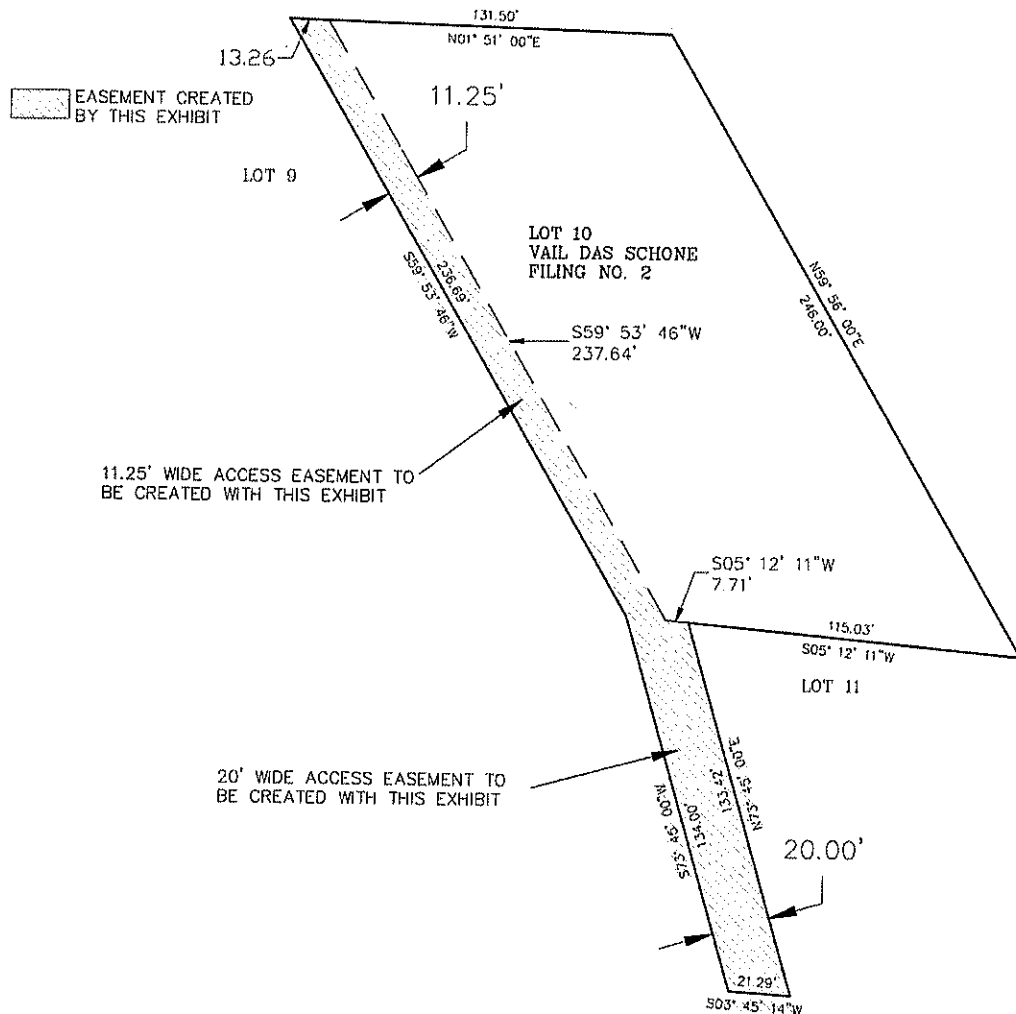 131.50'
N01° 51' 00"E
13.26
EASEMENT CREATED
BY THIS EXHIBIT
11.25'
LOT 9
LOT 10
VAIL DAS SCHONE
FILING NO. 2
236.69'
S59° 53' 46"W
N59° 56' 00"E
246.00'
S59° 53' 46"W
237.64'
11.25' WIDE ACCESS EASEMENT TO
BE CREATED WITH THIS EXHIBIT
S05° 12' 11"W
7.71'
115.03'
S05° 12' 11"W
LOT 11
20' WIDE ACCESS EASEMENT TO
BE CREATED WITH THIS EXHIBIT
S73° 45' 00"W
134.00'
133.42'
N73° 45' 00"E
20.00'
21.29'
S03° 45' 14"W